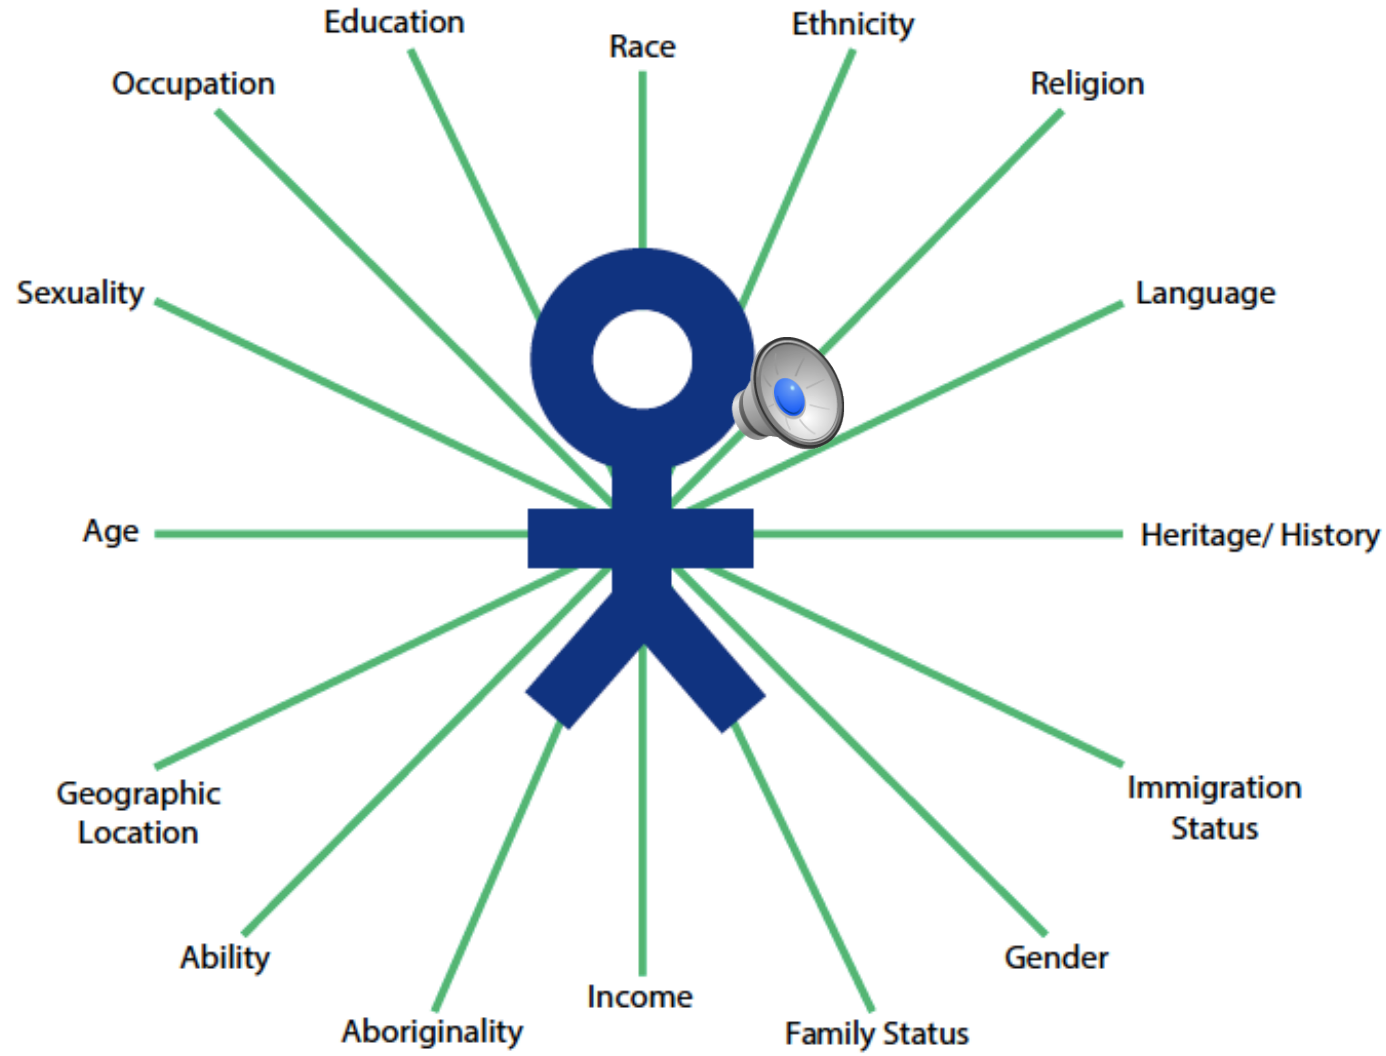 Education
Race
Ethnicity
Occupation
Religion
Sexuality
Language
Age
Heritage/ History
Geographic
Location
Immigration
Status
Ability
Gender
Aboriginality
Income
Family Status